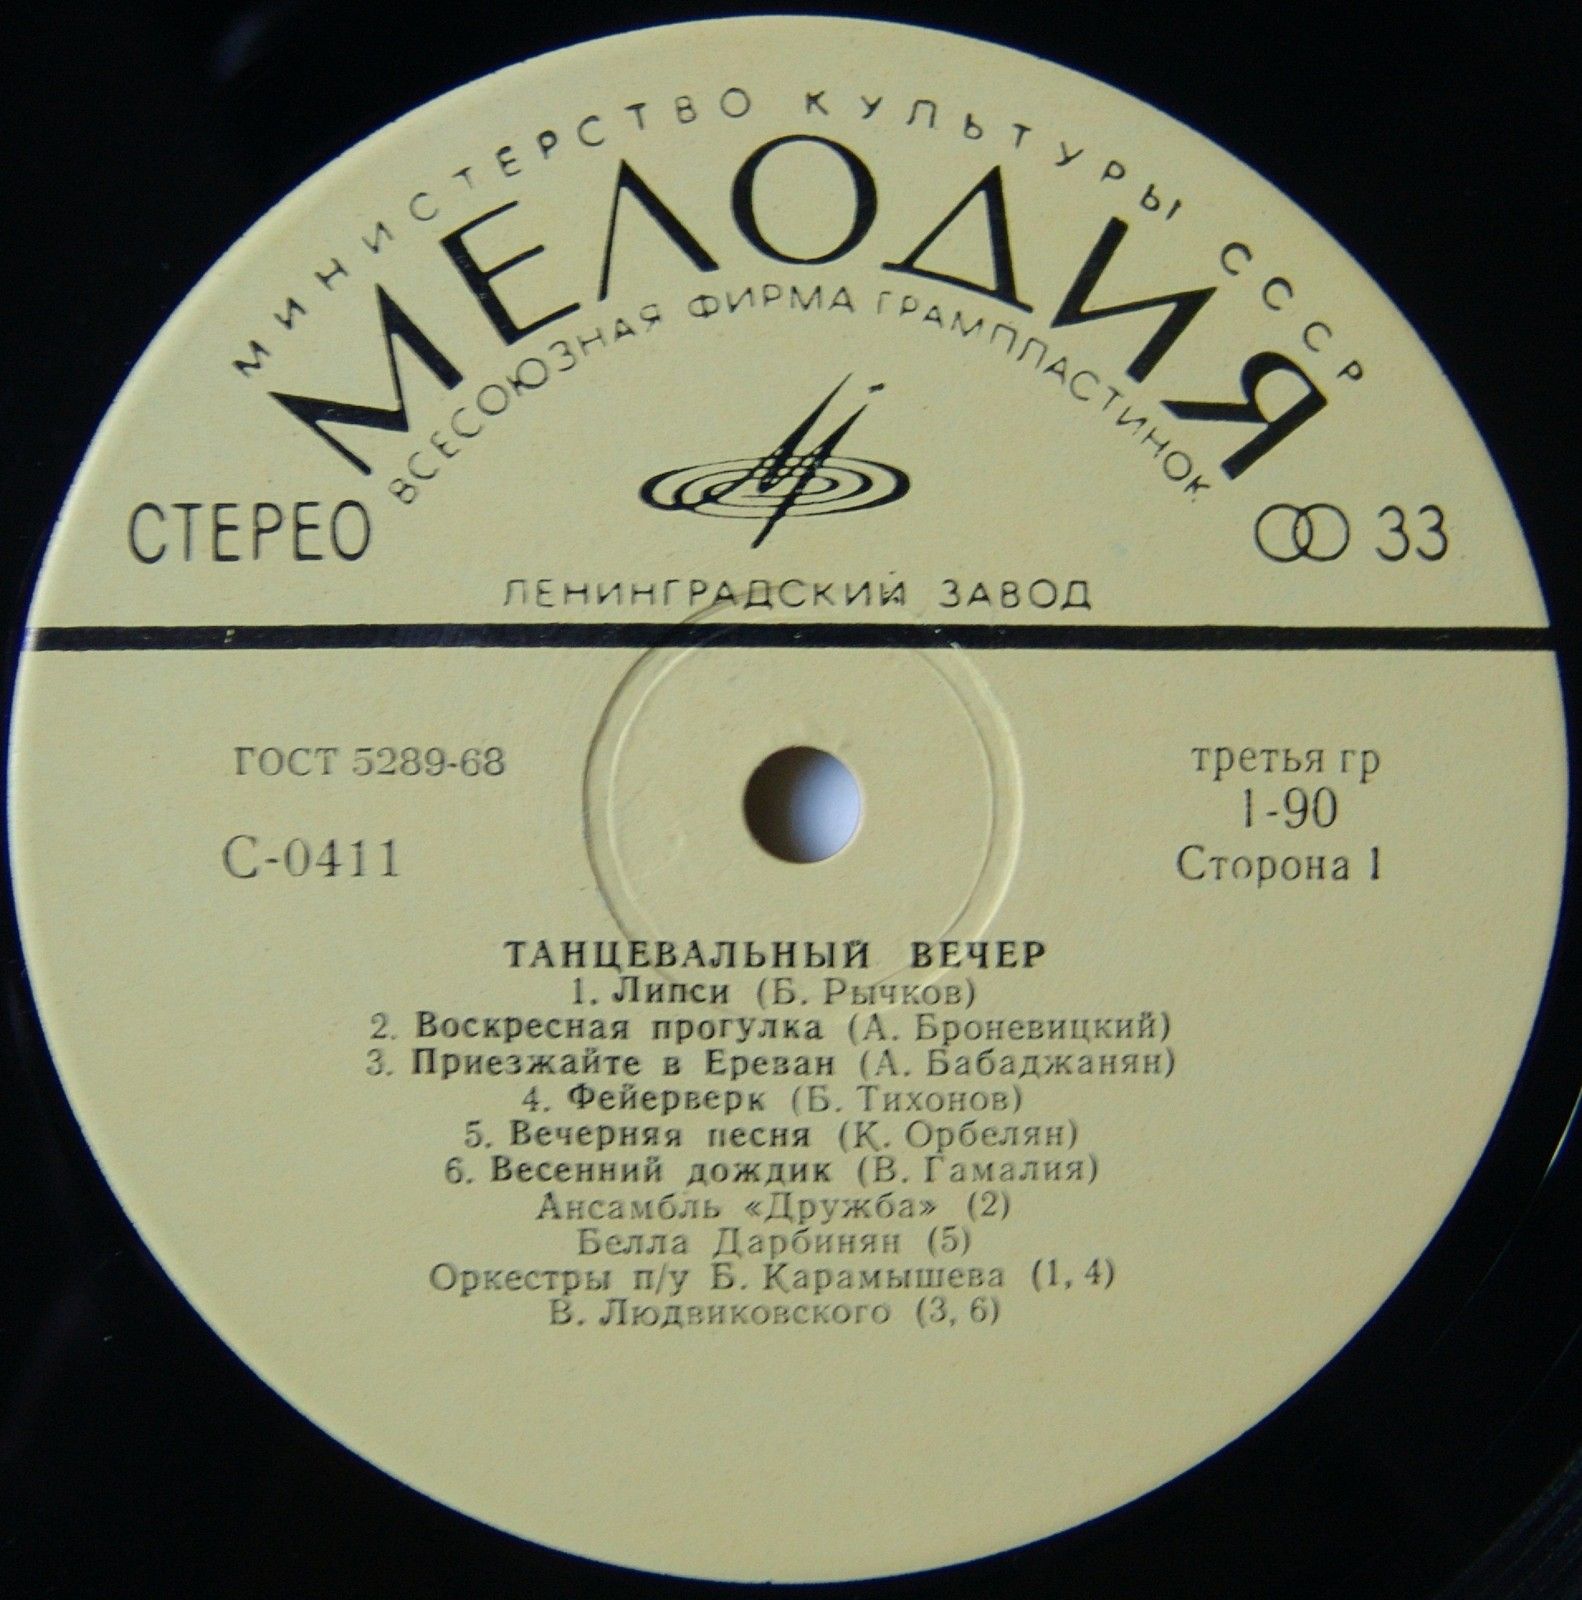 МИНИСТЕРСТВО КУЛЬТУРЫ СССР
МЕЛОДИЯ
ВСЕСОЮЗНАЯ ФИРМА ГРАМПЛАСТИНОК
СТЕРЕО
33
ЛЕНИНГРАДСКИЙ ЗАВОД
ГОСТ 5289-68
третья гр
1-90
С-0411
Сторона 1
ТАНЦЕВАЛЬНЫЙ ВЕЧЕР
1. Липси (Б. Рычков)
2. Воскресная прогулка (А. Броневицкий)
3. Приезжайте в Ереван (А. Бабаджанян)
4. Фейерверк (Б. Тихонов)
5. Вечерняя песня (К. Орбелян)
6. Весенний дождик (В. Гамалия)
Ансамбль «Дружба» (2)
Белла Дарбинян (5)
Оркестры п/у Б. Карамышева (1, 4)
В. Людвиковского (3, 6)